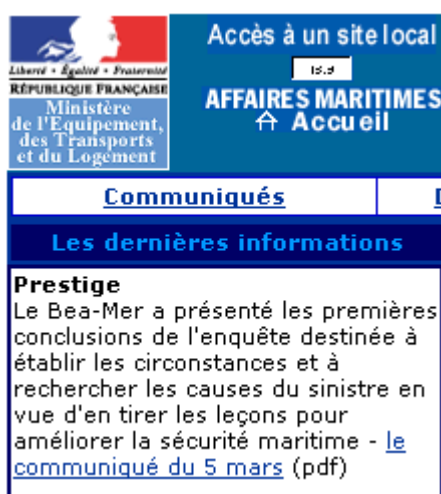 Accès à un site local
Liberté • Égalité • Fraternité
RÉPUBLIQUE FRANÇAISE
Ministère
de l'Equipement,
des Transports
et du Logement
AFFAIRES MARITIMES
Accueil
Communiqués
Les dernières informations
Prestige
Le Bea-Mer a présenté les premières
conclusions de l'enquête destinée à
établir les circonstances et à
rechercher les causes du sinistre en
vue d'en tirer les leçons pour
améliorer la sécurité maritime - le
communiqué du 5 mars (pdf)